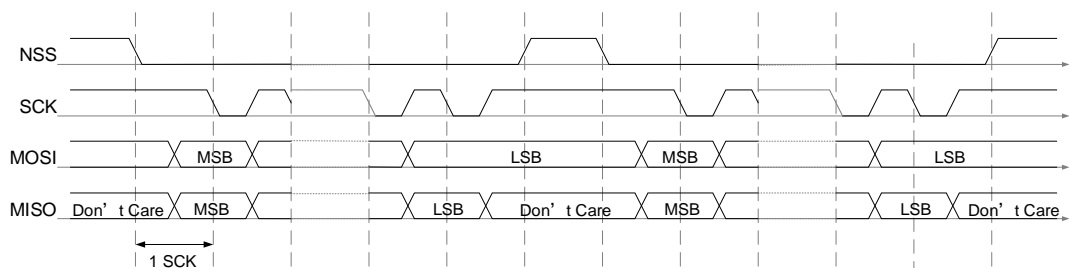 NSS
SCK
MOSI MSB LSB MSB LSB
MISO Don’t Care MSB LSB Don’t Care MSB LSB Don’t Care
1 SCK